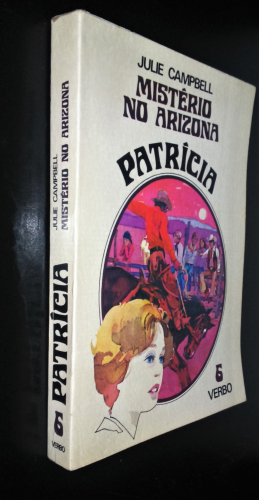 JULIE CAMPBELL
MISTÉRIO
NO ARIZONA
PATRÍCIA
6
VERBO
JULIE CAMPBELL
MISTÉRIO NO ARIZONA
PATRÍCIA
6
VERBO